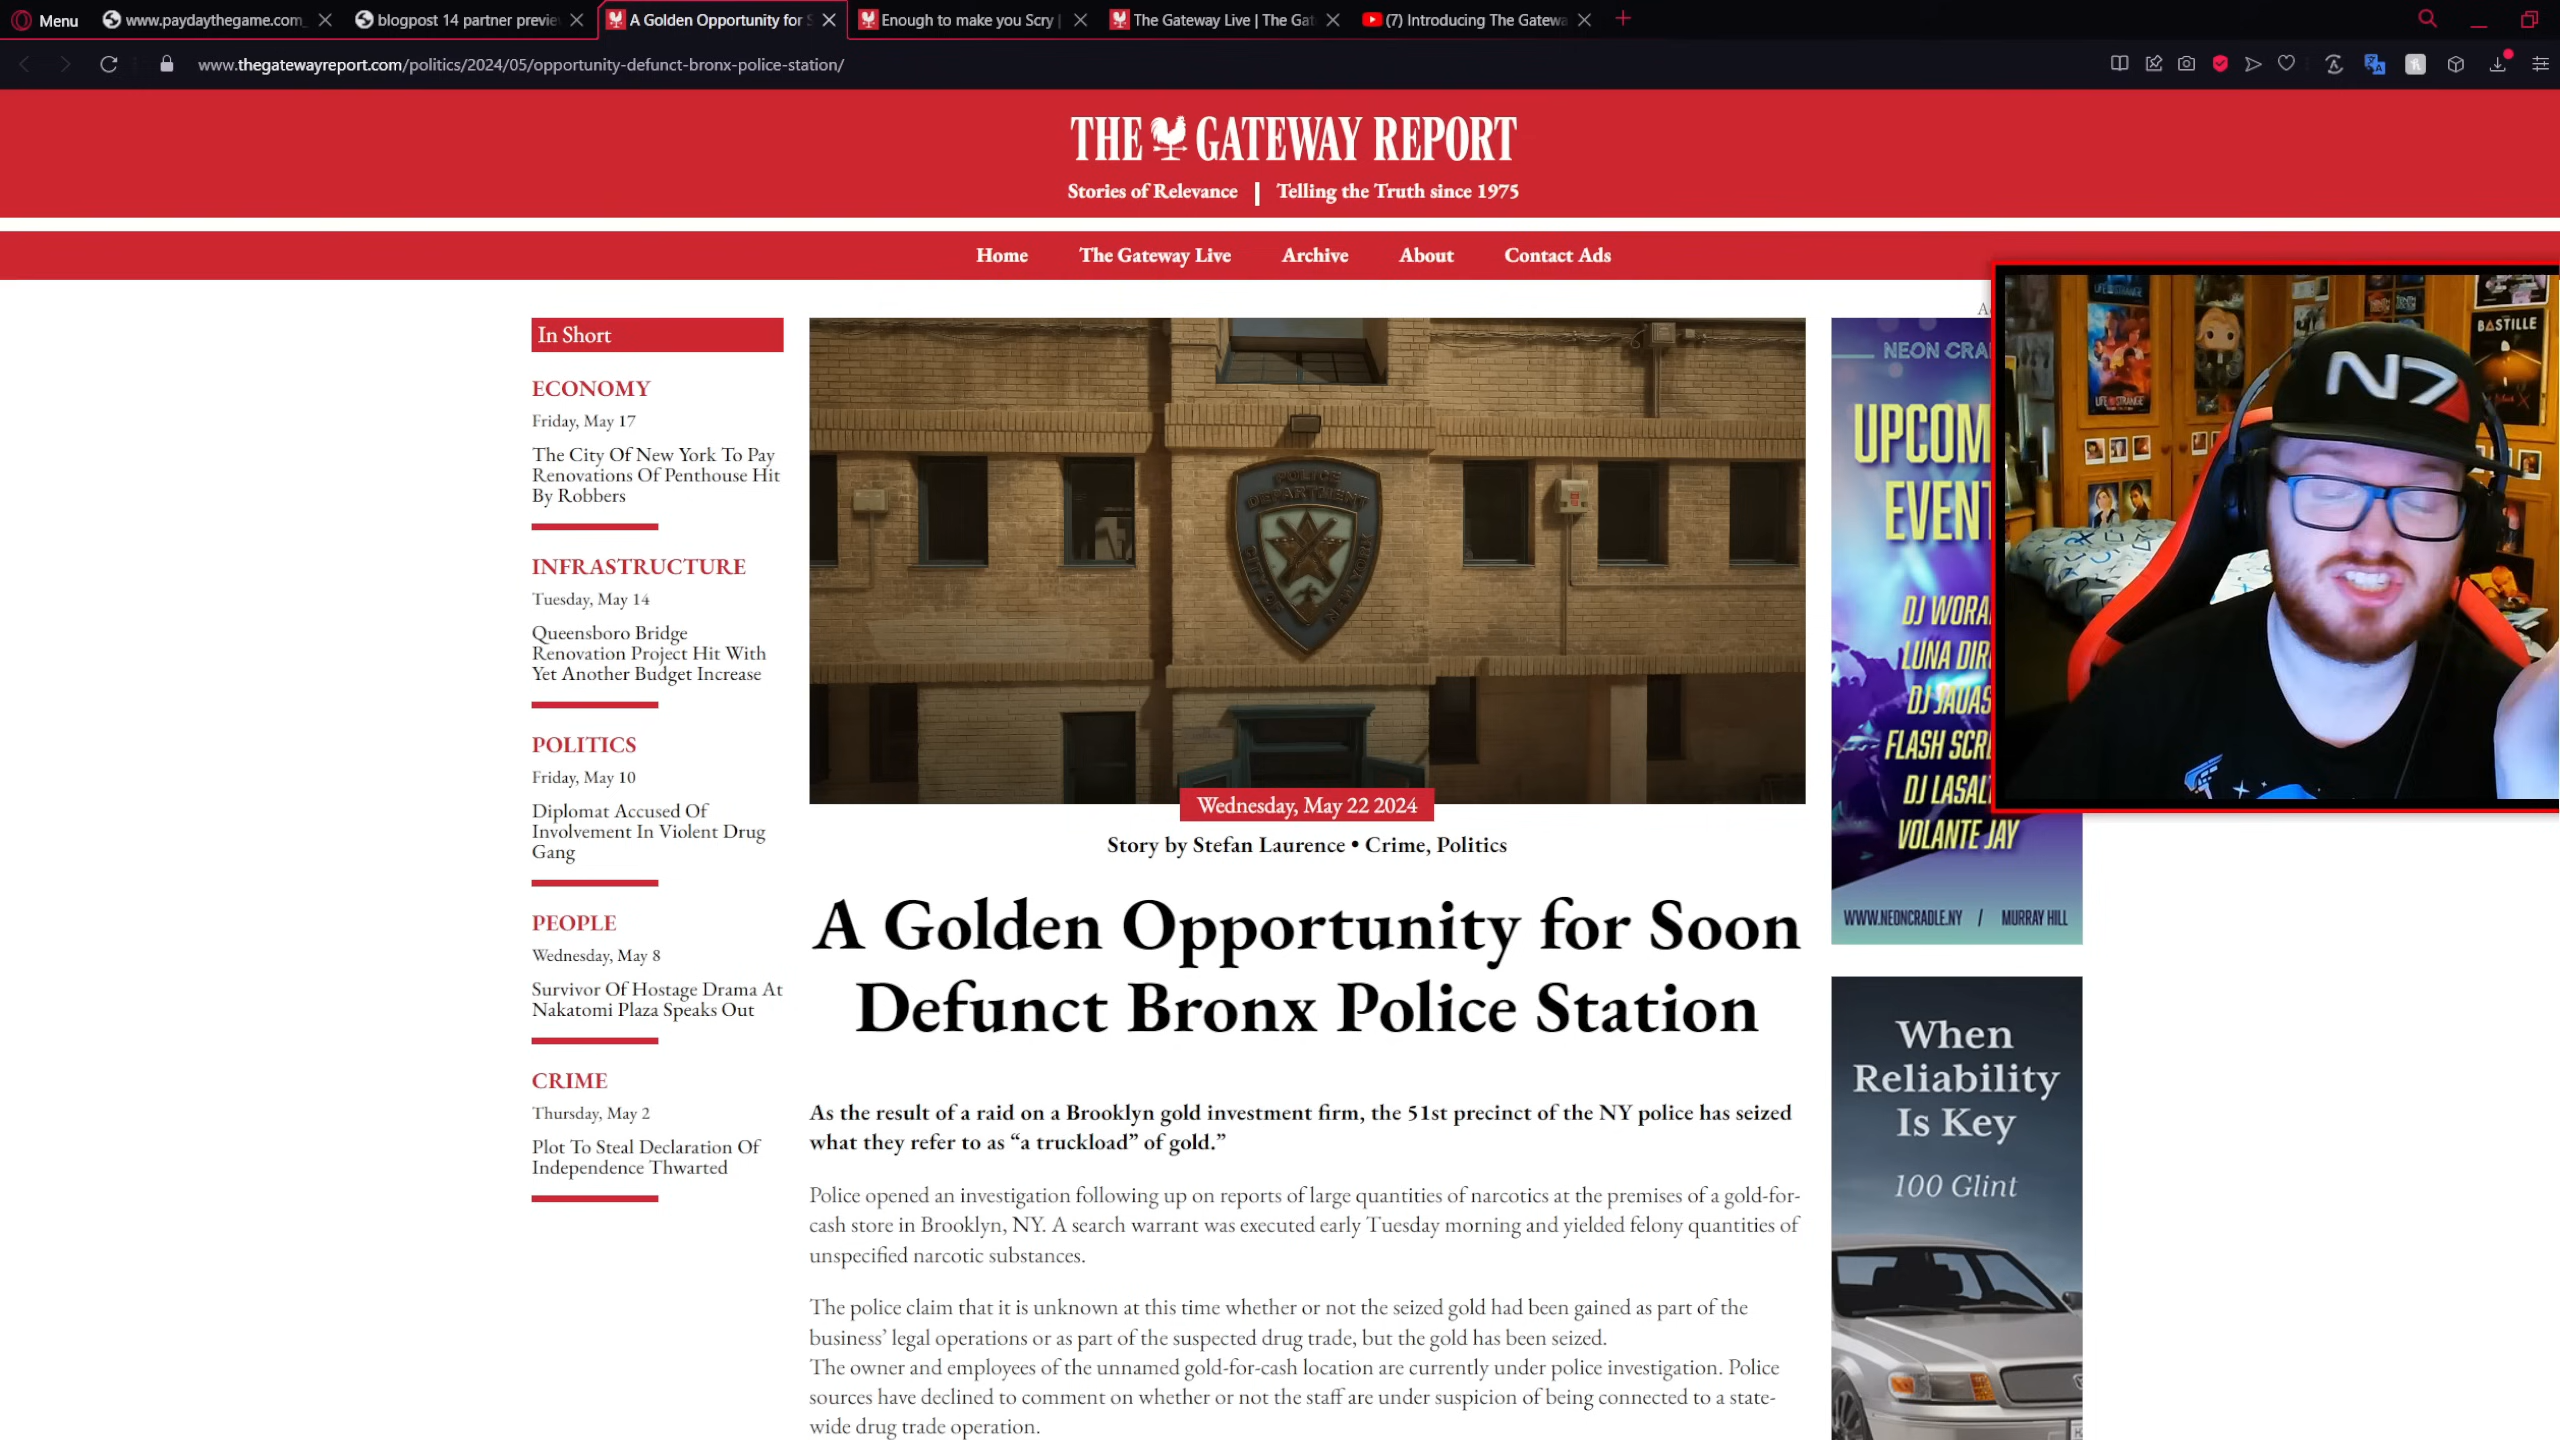 Menu
www.paydaythegame.com_
blogpost 14 partner previe
A Golden Opportunity for S
Enough to make you Scry |
The Gateway Live | The Gat
(7) Introducing The Gatewa
www.thegatewayreport.com/politics/2024/05/opportunity-defunct-bronx-police-station/
THE GATEWAY REPORT
Stories of Relevance | Telling the Truth since 1975
Home
The Gateway Live
Archive
About
Contact Ads
In Short
ECONOMY
Friday, May 17
The City Of New York To Pay
Renovations Of Penthouse Hit
By Robbers
INFRASTRUCTURE
Tuesday, May 14
Queensboro Bridge
Renovation Project Hit With
Yet Another Budget Increase
POLITICS
Friday, May 10
Diplomat Accused Of
Involvement In Violent Drug
Gang
PEOPLE
Wednesday, May 8
Survivor Of Hostage Drama At
Nakatomi Plaza Speaks Out
CRIME
Thursday, May 2
Plot To Steal Declaration Of
Independence Thwarted
POLICE
DEPARTMENT
CITY OF NEW YORK
Wednesday, May 22 2024
Story by Stefan Laurence • Crime, Politics
A Golden Opportunity for Soon
Defunct Bronx Police Station
As the result of a raid on a Brooklyn gold investment firm, the 51st precinct of the NY police has seized
what they refer to as “a truckload” of gold.”
Police opened an investigation following up on reports of large quantities of narcotics at the premises of a gold-for-
cash store in Brooklyn, NY. A search warrant was executed early Tuesday morning and yielded felony quantities of
unspecified narcotic substances.
The police claim that it is unknown at this time whether or not the seized gold had been gained as part of the
business’ legal operations or as part of the suspected drug trade, but the gold has been seized.
The owner and employees of the unnamed gold-for-cash location are currently under police investigation. Police
sources have declined to comment on whether or not the staff are under suspicion of being connected to a state-
wide drug trade operation.
NEON CRA
UPCOM
EVENT
DJ WORA
LUNA DIR
DJ JAUAS
FLASH SCR
DJ LASAL
VOLANTE JAY
WWW.NEONCRADLE.NY / MURRAY HILL
When
Reliability
Is Key
100 Glint
LIFE STRANGE
BASTILLE
N7